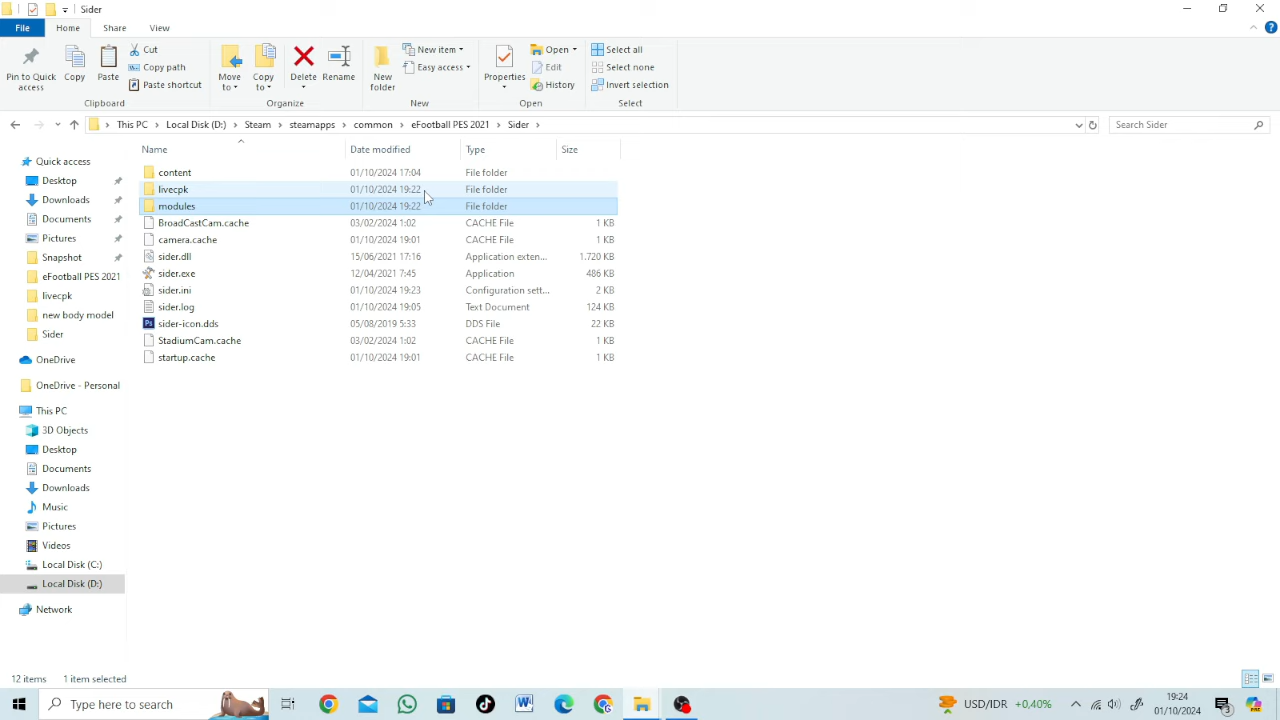 Sider
File Home Share View
Pin to Quick access
Copy
Paste
Cut
Copy path
Paste shortcut
Clipboard
Move to
Copy to
Delete
Rename
Organize
New folder
New item
Easy access
New
Properties
Open
Edit
History
Open
Select all
Select none
Invert selection
Select
This PC Local Disk (D:) Steam steamapps common eFootball PES 2021 Sider
Search Sider
Quick access
Desktop
Downloads
Documents
Pictures
Snapshot
eFootball PES 2021
livecpk
new body model
Sider
OneDrive
OneDrive - Personal
This PC
3D Objects
Desktop
Documents
Downloads
Music
Pictures
Videos
Local Disk (C:)
Local Disk (D:)
Network
Name Date modified Type Size
content 01/10/2024 17:04 File folder
livecpk 01/10/2024 19:22 File folder
modules 01/10/2024 19:22 File folder
BroadCastCam.cache 03/02/2024 1:02 CACHE File 1 KB
camera.cache 01/10/2024 19:01 CACHE File 1 KB
sider.dll 15/06/2021 17:16 Application exten... 1.720 KB
sider.exe 12/04/2021 7:45 Application 486 KB
sider.ini 01/10/2024 19:23 Configuration sett... 2 KB
sider.log 01/10/2024 19:05 Text Document 124 KB
Ps sider-icon.dds 05/08/2019 5:33 DDS File 22 KB
StadiumCam.cache 03/02/2024 1:02 CACHE File 1 KB
startup.cache 01/10/2024 19:01 CACHE File 1 KB
12 items 1 item selected
Type here to search
USD/IDR +0,40%
19:24
01/10/2024
3